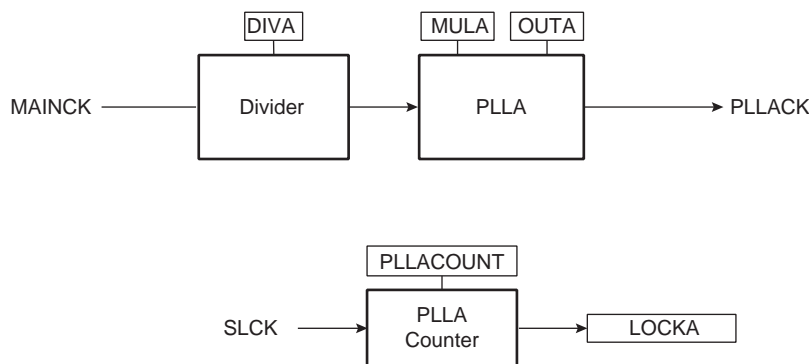 DIVA
MULA
OUTA
MAINCK
Divider
PLLA
PLLACK
PLLACOUNT
SLCK
PLLA
Counter
LOCKA